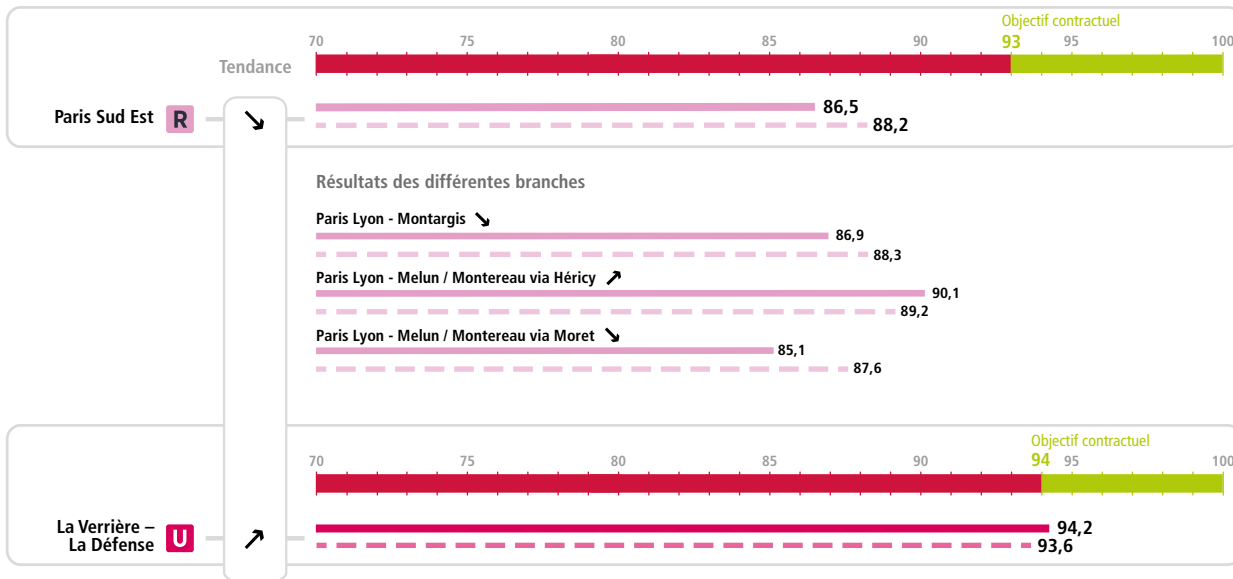 Objectif contractuel
70 75 80 85 90 93 95 100
Tendance
Paris Sud Est R
86,5
88,2
Résultats des différentes branches
Paris Lyon - Montargis
86,9
88,3
Paris Lyon - Melun / Montereau via Héricy
90,1
89,2
Paris Lyon - Melun / Montereau via Moret
85,1
87,6
Objectif contractuel
70 75 80 85 90 94 95 100
La Verrière –
La Défense U
94,2
93,6